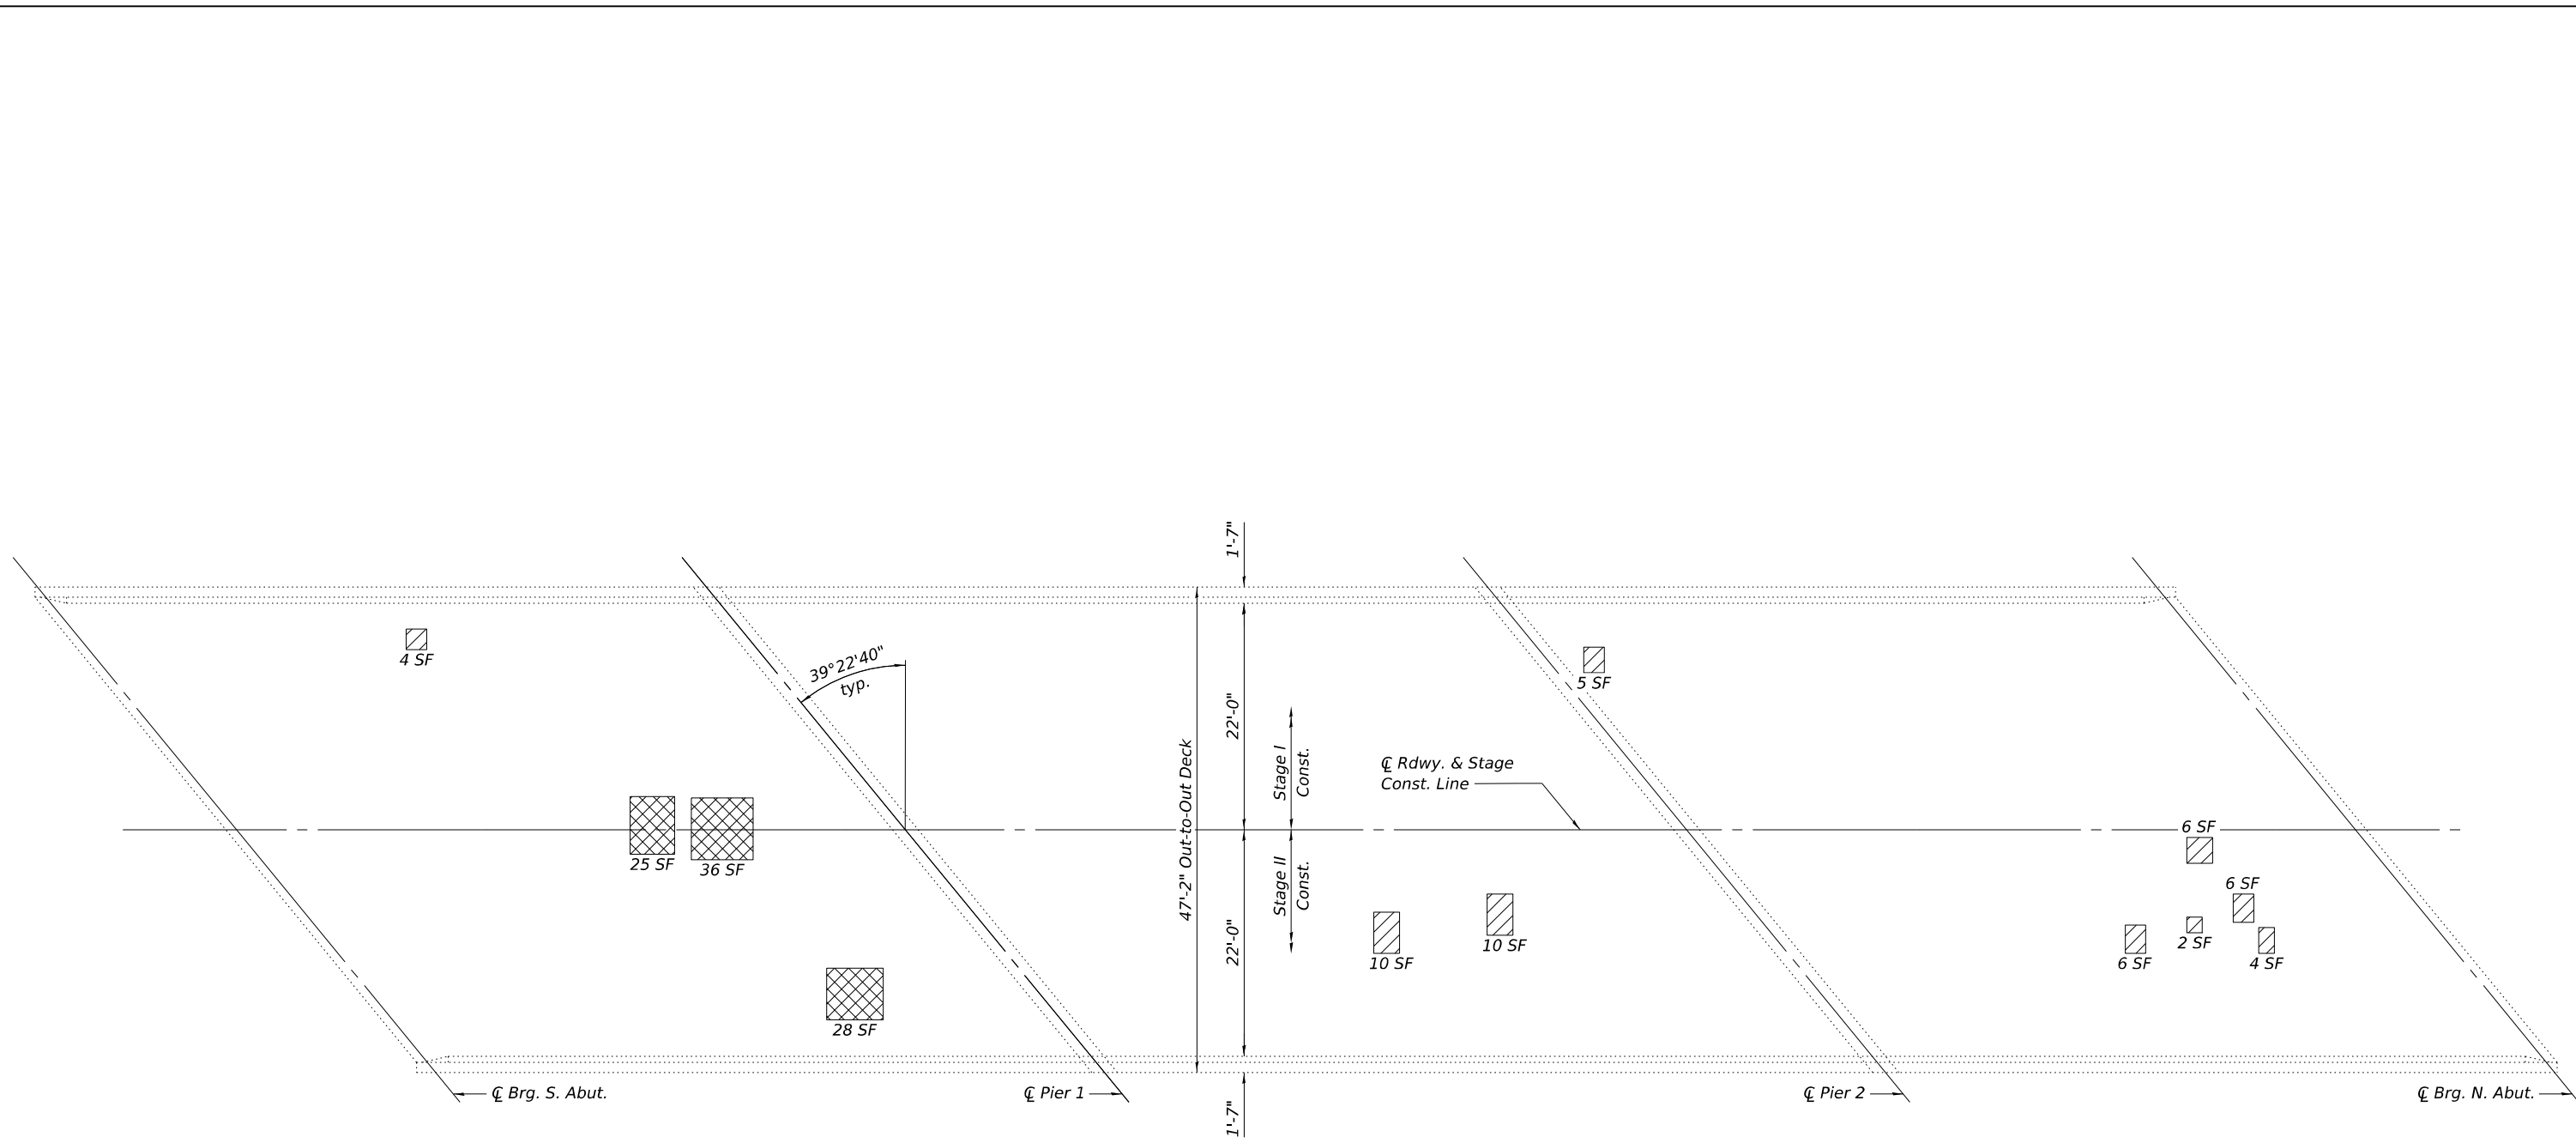 1'-7"
4 SF
39°22'40"
typ.
5 SF
22'-0"
47'-2" Out-to-Out Deck
Stage I
Const.
℄ Rdwy. & Stage
Const. Line
25 SF
36 SF
6 SF
22'-0"
Stage II
Const.
6 SF
10 SF
10 SF
6 SF
2 SF
4 SF
28 SF
℄ Brg. S. Abut.
℄ Pier 1
1'-7"
℄ Pier 2
℄ Brg. N. Abut.